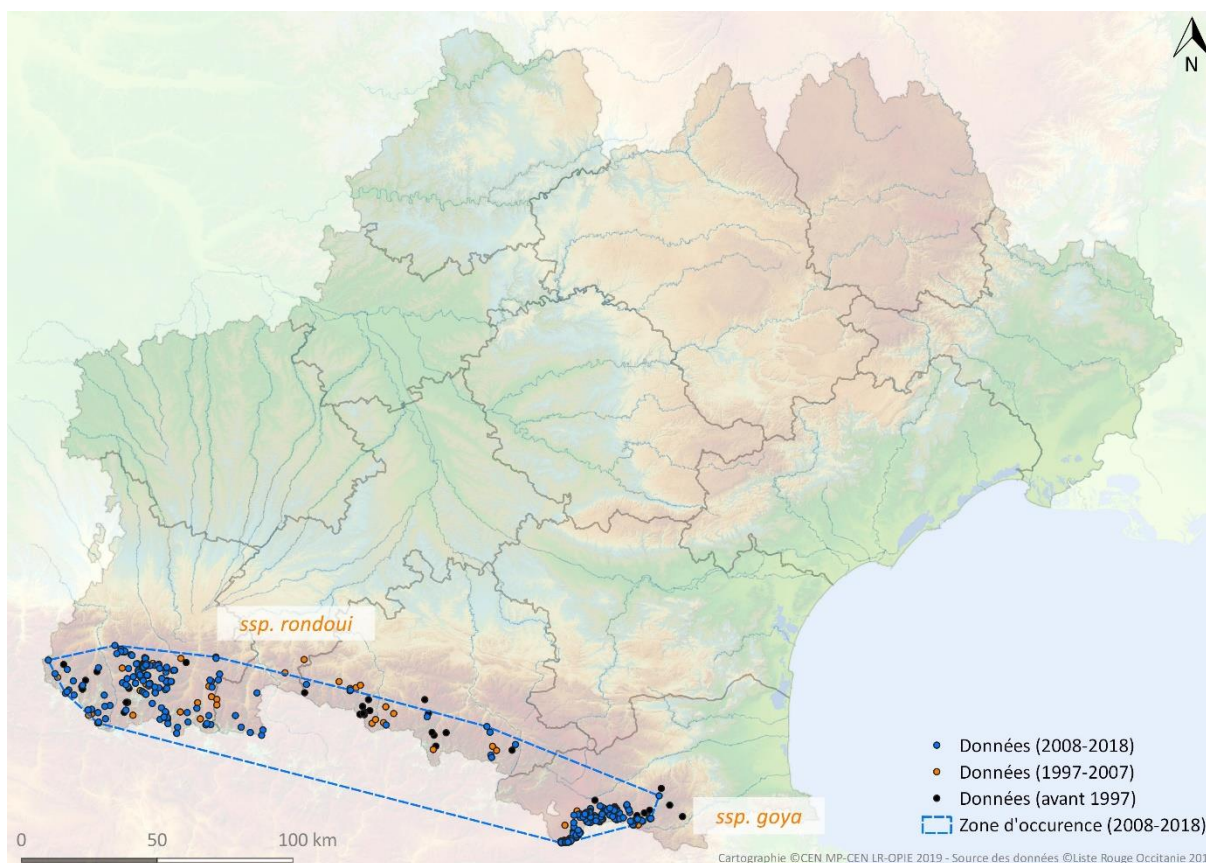 N
ssp. rondoui
ssp. goya
Données (2008-2018)
Données (1997-2007)
Données (avant 1997)
Zone d'occurence (2008-2018)
0 50 100 km
Cartographie ©CEN MP-CEN LR-OPIE 2019 - Source des données ©Liste Rouge Occitanie 201